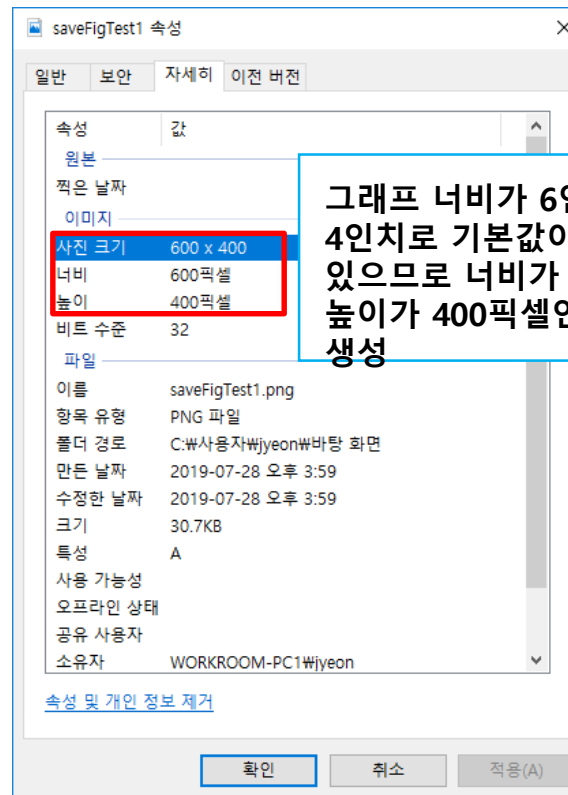 saveFigTest1 속성
일반 보안 자세히 이전 버전
속성 값
원본
찍은 날짜
이미지
사진 크기 600 x 400
너비 600픽셀
높이 400픽셀
비트 수준 32
파일
이름 saveFigTest1.png
항목 유형 PNG 파일
폴더 경로 C:₩사용자₩jyeon₩바탕 화면
만든 날짜 2019-07-28 오후 3:59
수정한 날짜 2019-07-28 오후 3:59
크기 30.7KB
특성 A
사용 가능성
오프라인 상태
공유 사용자
소유자 WORKROOM-PC1₩jyeon
그래프 너비가 6
4인치로 기본값이
있으므로 너비가
높이가 400픽셀인
생성
속성 및 개인 정보 제거
확인 취소 적용(A)